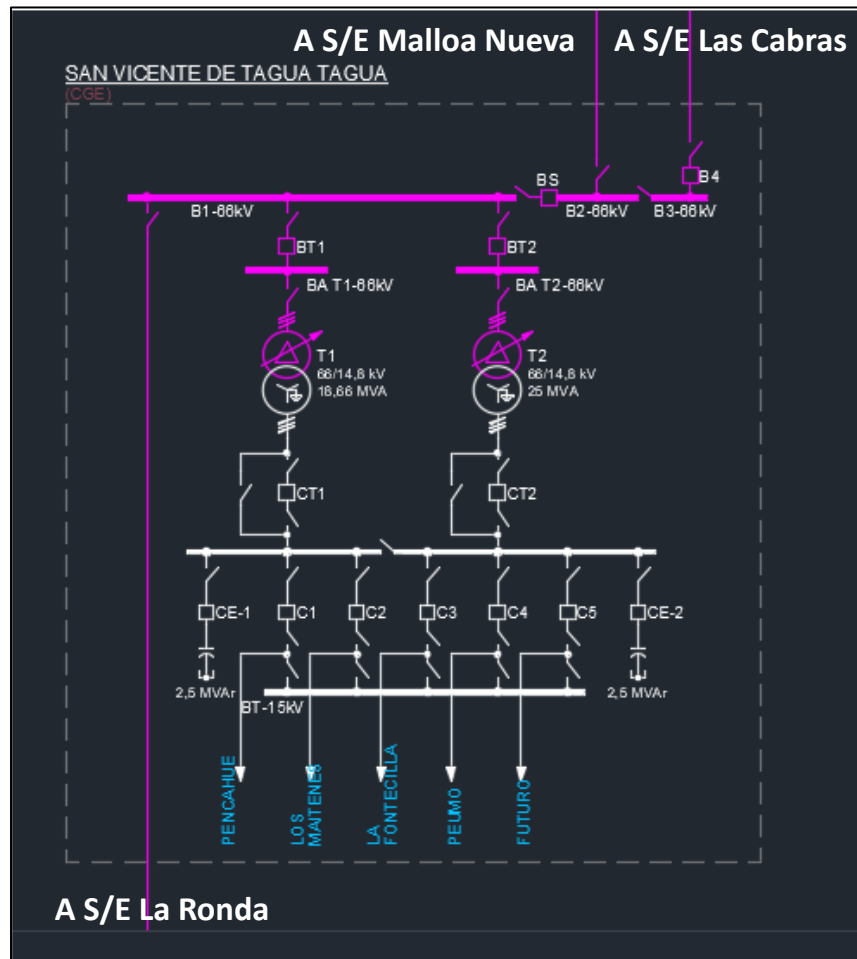 A S/E Malloa Nueva
A S/E Las Cabras
SAN VICENTE DE TAGUA TAGUA
(CGE)
BS
B4
B1-66kV
B2-66kV
B3-66kV
BT1
BT2
BA T1-66kV
BA T2-66kV
T1
66/14,8 kV
18,66 MVA
T2
66/14,8 kV
25 MVA
CT1
CT2
CE-1
C1
C2
C3
C4
C5
CE-2
2,5 MVAr
2,5 MVAr
BT-15kV
PENCAHUE
LOS
MAITENES
LA
FONTECILLA
PEUMO
FUTURO
A S/E La Ronda